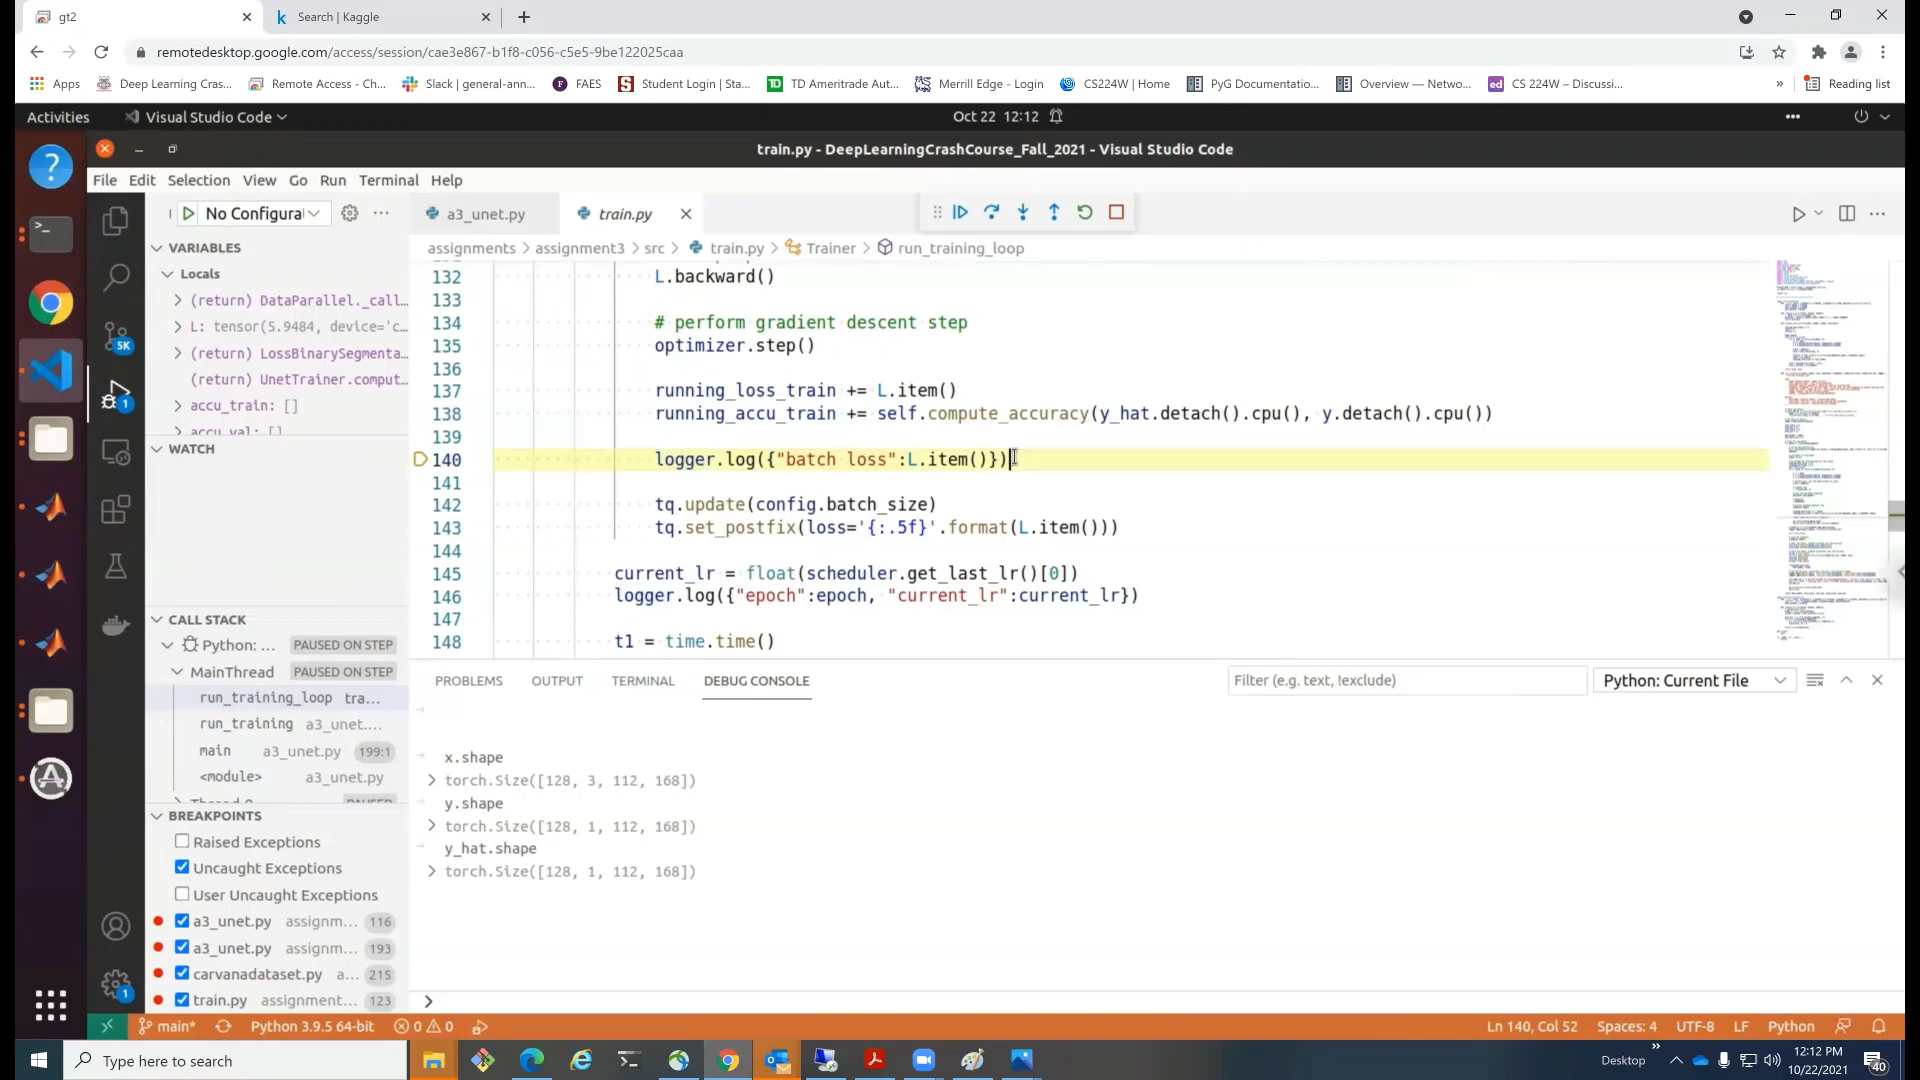 gt2
Search | Kaggle
remotedesktop.google.com/access/session/cae3e867-b1f8-c056-c5e5-9be122025caa
Apps Deep Learning Cras... Remote Access - Ch... Slack | general-ann... FAES Student Login | Sta... TD Ameritrade Aut... Merrill Edge - Login CS224W | Home PyG Documentatio... Overview — Netwo... CS 224W – Discussi... » Reading list
Activities Visual Studio Code Oct 22 12:12
train.py - DeepLearningCrashCourse_Fall_2021 - Visual Studio Code
File Edit Selection View Go Run Terminal Help
No Configura
a3_unet.py
train.py
assignments > assignment3 > src > train.py > Trainer > run_training_loop
VARIABLES
Locals
(return) DataParallel._call...
L: tensor(5.9484, device='c...
(return) LossBinarySegmenta...
(return) UnetTrainer.comput...
accu_train: []
accu_val: []
WATCH
CALL STACK
Python: ... PAUSED ON STEP
MainThread PAUSED ON STEP
run_training_loop tra...
run_training a3_unet....
main a3_unet.py 199:1
<module> a3_unet.py
PAUSED
BREAKPOINTS
Raised Exceptions
Uncaught Exceptions
User Uncaught Exceptions
a3_unet.py assignm... 116
a3_unet.py assignm... 193
carvanadataset.py a... 215
train.py assignment... 123
5K
1
1
132 L.backward()
133
134 # perform gradient descent step
135 optimizer.step()
136
137 running_loss_train += L.item()
138 running_accu_train += self.compute_accuracy(y_hat.detach().cpu(), y.detach().cpu())
139
140 logger.log({"batch loss":L.item()})
141
142 tq.update(config.batch_size)
143 tq.set_postfix(loss='{:.5f}'.format(L.item()))
144
145 current_lr = float(scheduler.get_last_lr()[0])
146 logger.log({"epoch":epoch, "current_lr":current_lr})
147
148 t1 = time.time()
PROBLEMS OUTPUT TERMINAL DEBUG CONSOLE Filter (e.g. text, !exclude) Python: Current File
x.shape
torch.Size([128, 3, 112, 168])
y.shape
torch.Size([128, 1, 112, 168])
y_hat.shape
torch.Size([128, 1, 112, 168])
main* Python 3.9.5 64-bit 0 0 Ln 140, Col 52 Spaces: 4 UTF-8 LF Python
Type here to search
Desktop » 12:12 PM
10/22/2021 40